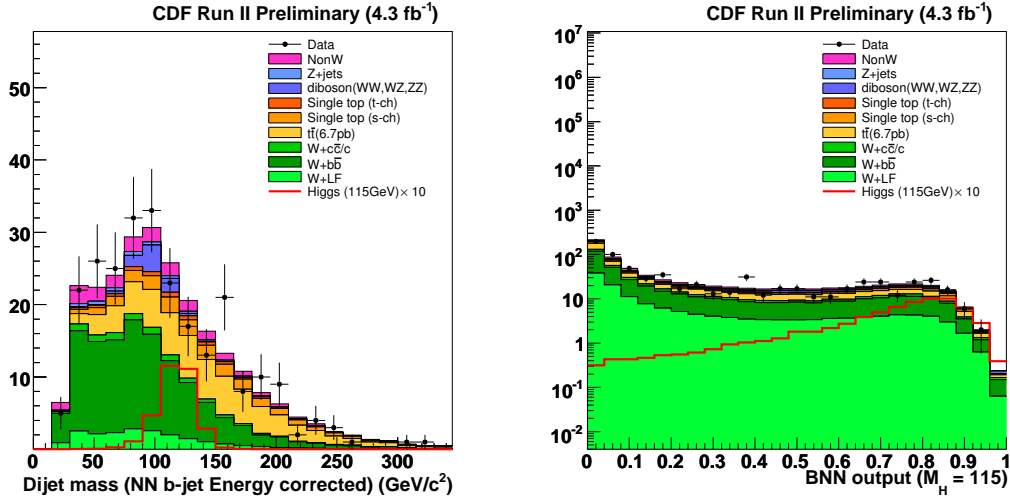 CDF Run II Preliminary (4.3 fb⁻¹)
Data
NonW
Z+jets
diboson(WW,WZ,ZZ)
Single top (t-ch)
Single top (s-ch)
tt̄(6.7pb)
W+cc̄/c
W+bb̄
W+LF
Higgs (115GeV)× 10
50
40
30
20
10
0 50 100 150 200 250 300
Dijet mass (NN b-jet Energy corrected) (GeV/c²)
CDF Run II Preliminary (4.3 fb⁻¹)
10⁷
10⁶
10⁵
10⁴
10³
10²
10
1
10⁻¹
10⁻²
Data
NonW
Z+jets
diboson(WW,WZ,ZZ)
Single top (t-ch)
Single top (s-ch)
tt̄(6.7pb)
W+cc̄/c
W+bb̄
W+LF
Higgs (115GeV)× 10
0 0.1 0.2 0.3 0.4 0.5 0.6 0.7 0.8 0.9 1
BNN output (M_H = 115)